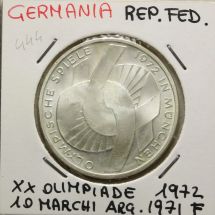 GERMANIA REP. FED.
444
OLYMPISCHE SPIELE 1972 IN MÜNCHEN
XX OLIMPIADE 1972
10 MARCHI ARG. 1971 F